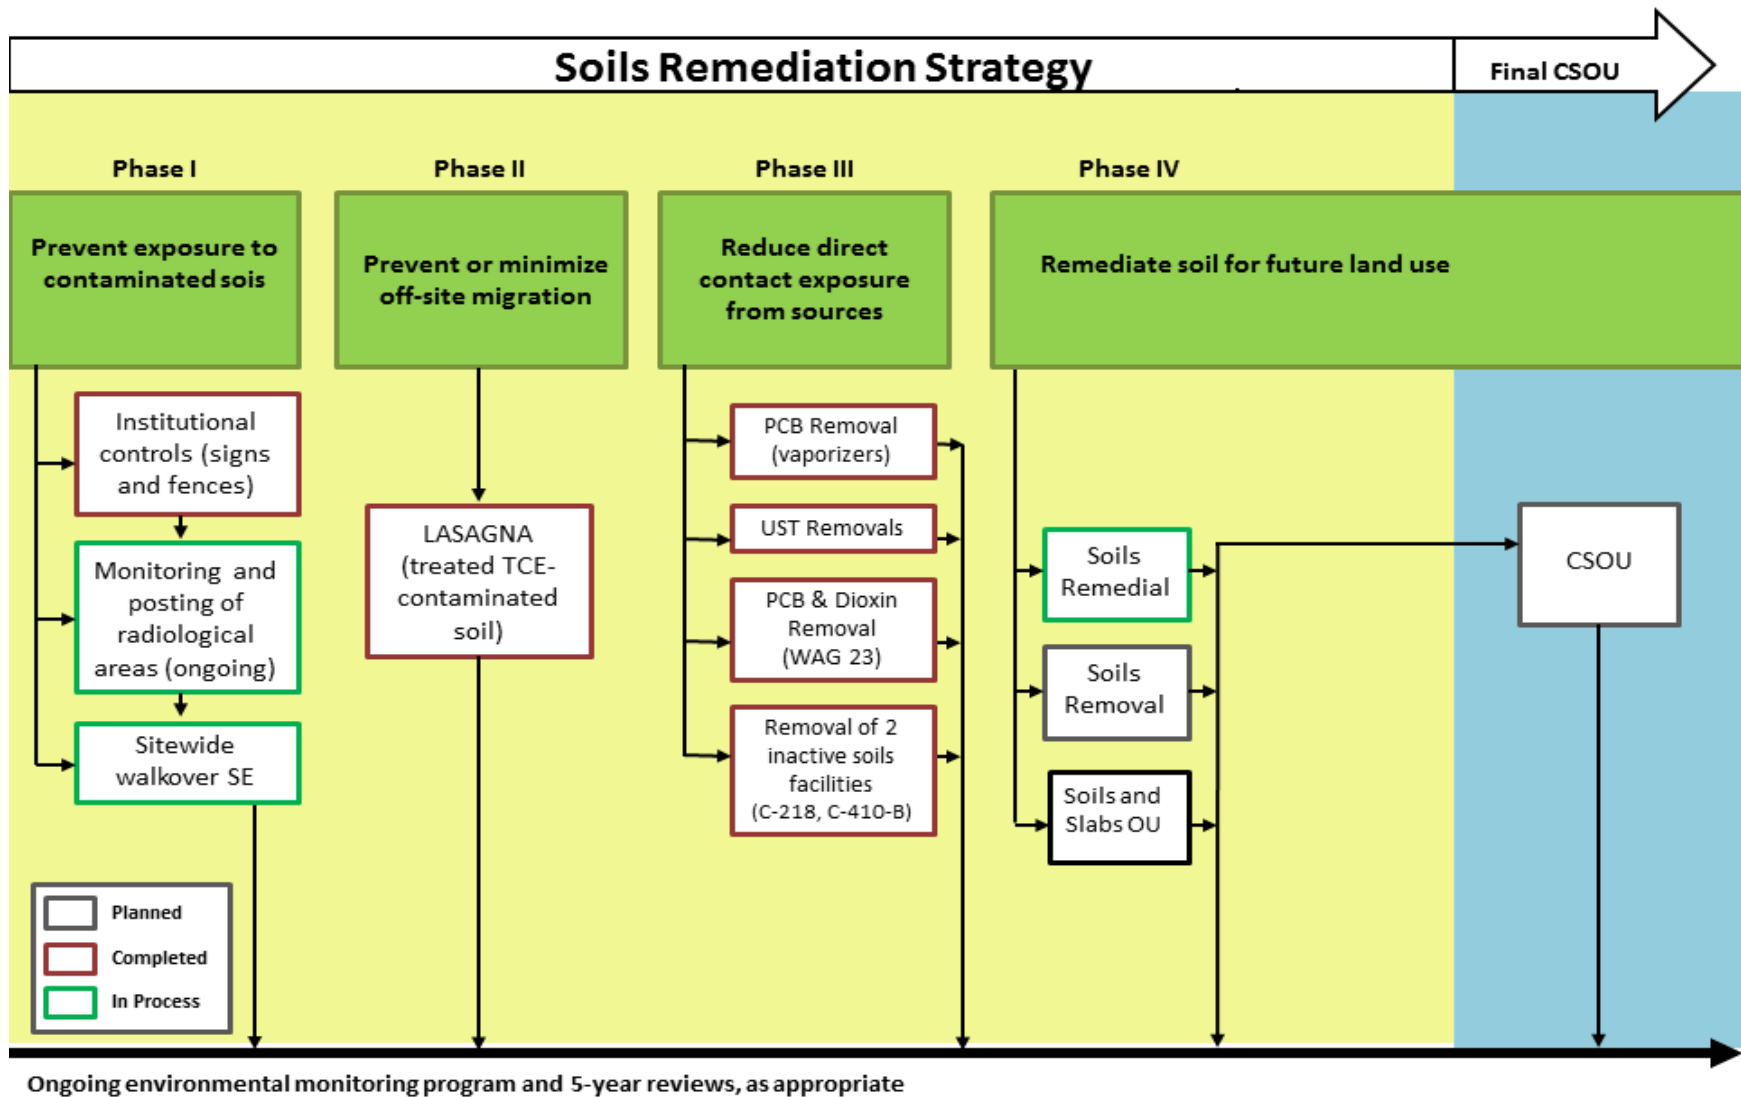 Soils Remediation Strategy
Final CSOU
Phase I
Phase II
Phase III
Phase IV
Prevent exposure to
contaminated sois
Prevent or minimize
off-site migration
Reduce direct
contact exposure
from sources
Remediate soil for future land use
Institutional
controls (signs
and fences)
Monitoring and
posting of
radiological
areas (ongoing)
Sitewide
walkover SE
LASAGNA
(treated TCE-
contaminated
soil)
PCB Removal
(vaporizers)
UST Removals
PCB & Dioxin
Removal
(WAG 23)
Removal of 2
inactive soils
facilities
(C-218, C-410-B)
Soils
Remedial
Soils
Removal
Soils and
Slabs OU
CSOU
Planned
Completed
In Process
Ongoing environmental monitoring program and 5-year reviews, as appropriate